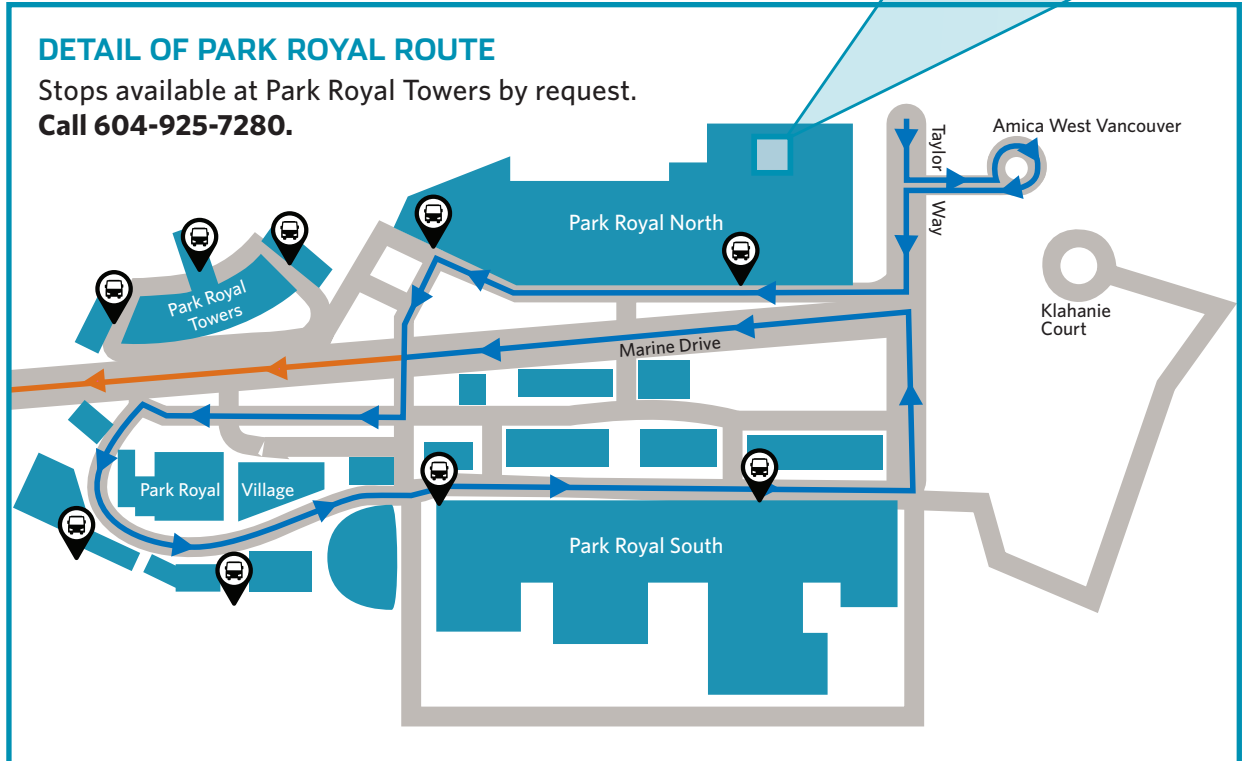 DETAIL OF PARK ROYAL ROUTE
Stops available at Park Royal Towers by request.
Call 604-925-7280.
Taylor Way
Amica West Vancouver
Park Royal North
Park Royal
Towers
Klahanie
Court
Marine Drive
Park Royal Village
Park Royal South